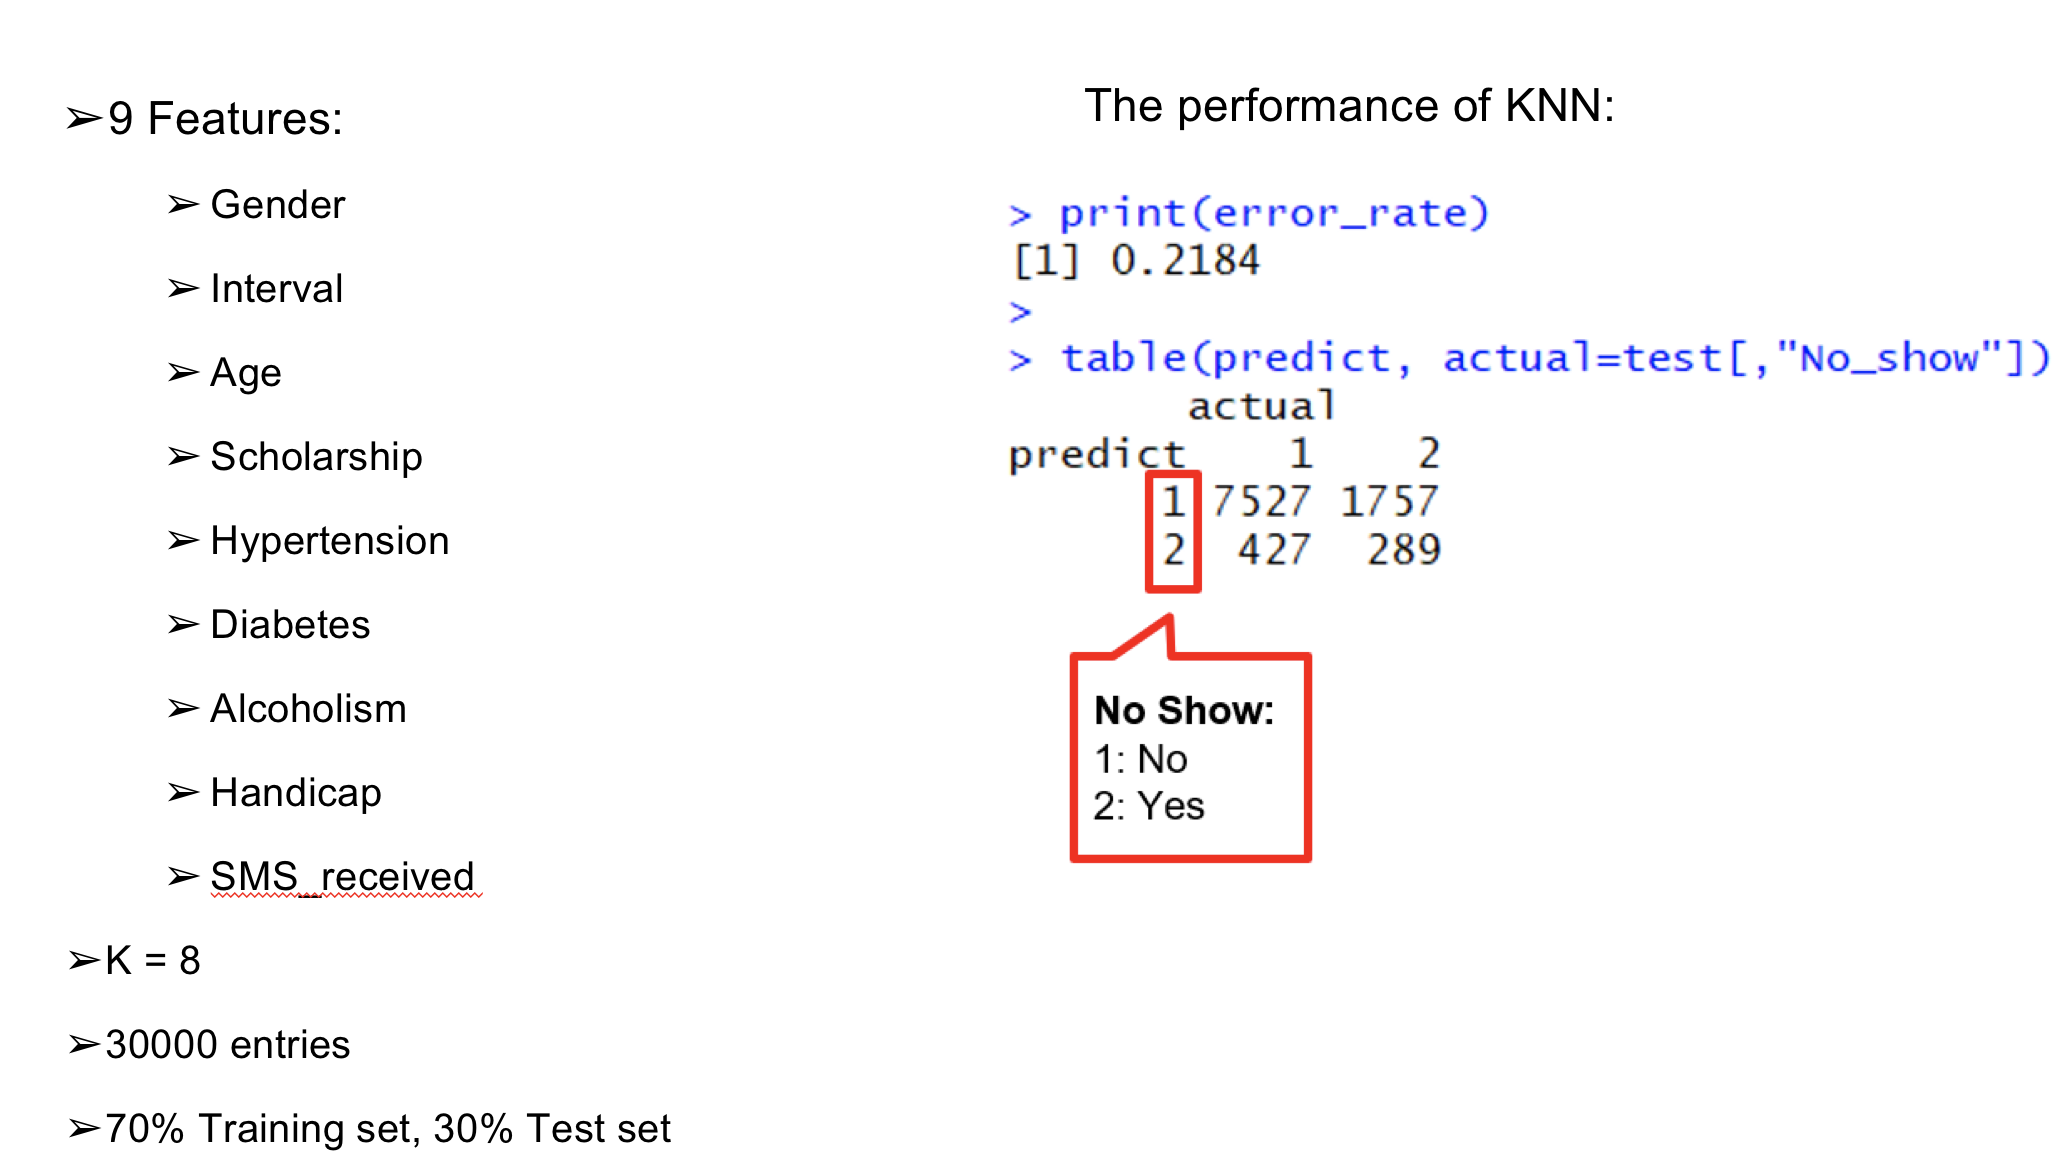 ➢9 Features:
➢ Gender
➢ Interval
➢ Age
➢ Scholarship
➢ Hypertension
➢ Diabetes
➢ Alcoholism
➢ Handicap
➢ SMS_received
➢K = 8
➢30000 entries
➢70% Training set, 30% Test set
The performance of KNN:
> print(error_rate)
[1] 0.2184
>
> table(predict, actual=test[,"No_show"])
actual
predict 1 2
1 7527 1757
2 427 289
No Show:
1: No
2: Yes